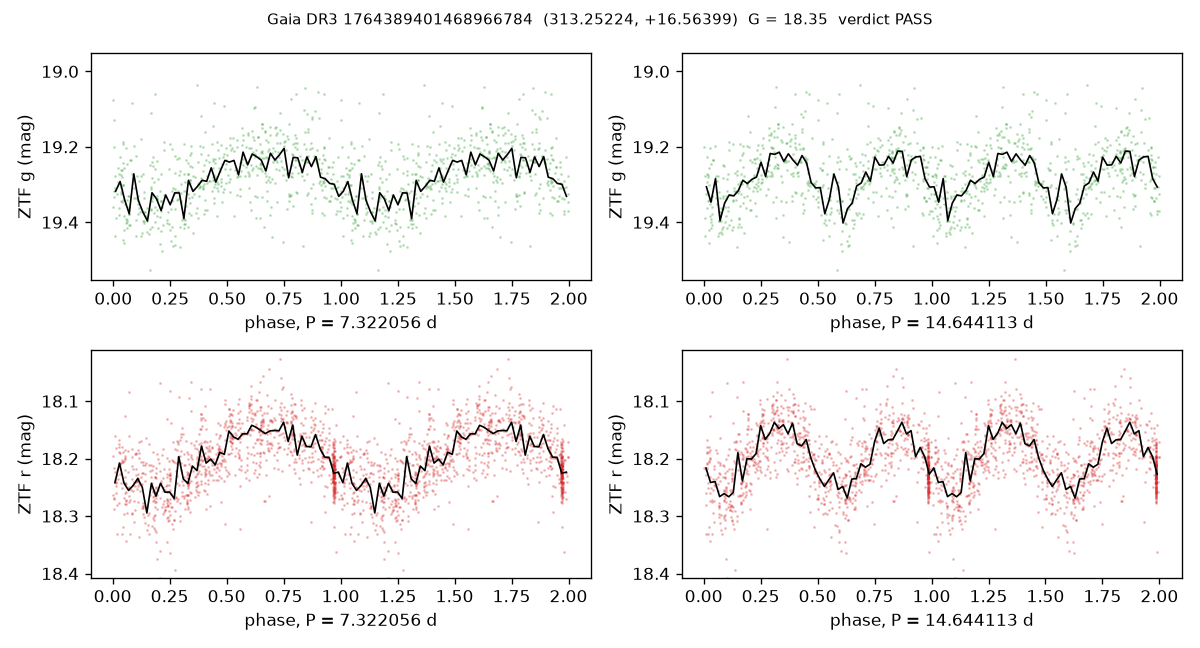 Gaia DR3 1764389401468966784 (313.25224, +16.56399) G = 18.35 verdict PASS
ZTF g (mag)
19.0
19.2
19.4
0.00 0.25 0.50 0.75 1.00 1.25 1.50 1.75 2.00
phase, P = 7.322056 d
ZTF g (mag)
19.0
19.2
19.4
0.00 0.25 0.50 0.75 1.00 1.25 1.50 1.75 2.00
phase, P = 14.644113 d
ZTF r (mag)
18.1
18.2
18.3
18.4
0.00 0.25 0.50 0.75 1.00 1.25 1.50 1.75 2.00
phase, P = 7.322056 d
ZTF r (mag)
18.1
18.2
18.3
18.4
0.00 0.25 0.50 0.75 1.00 1.25 1.50 1.75 2.00
phase, P = 14.644113 d